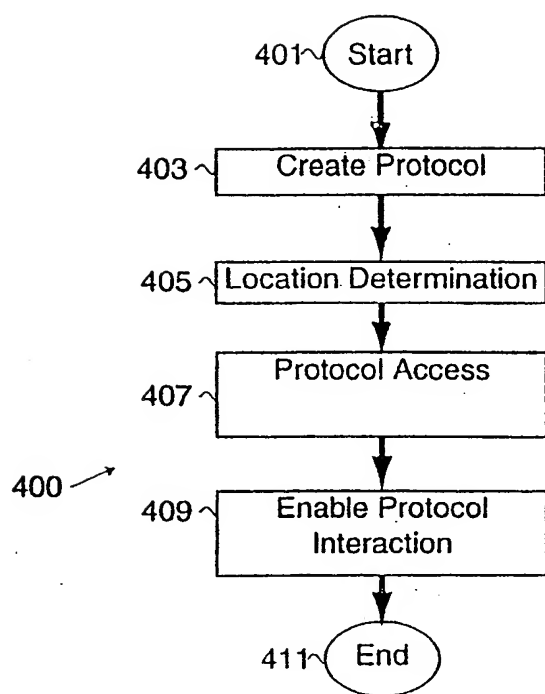 401 Start
403 Create Protocol
405 Location Determination
407 Protocol Access
400
409 Enable Protocol
Interaction
411 End